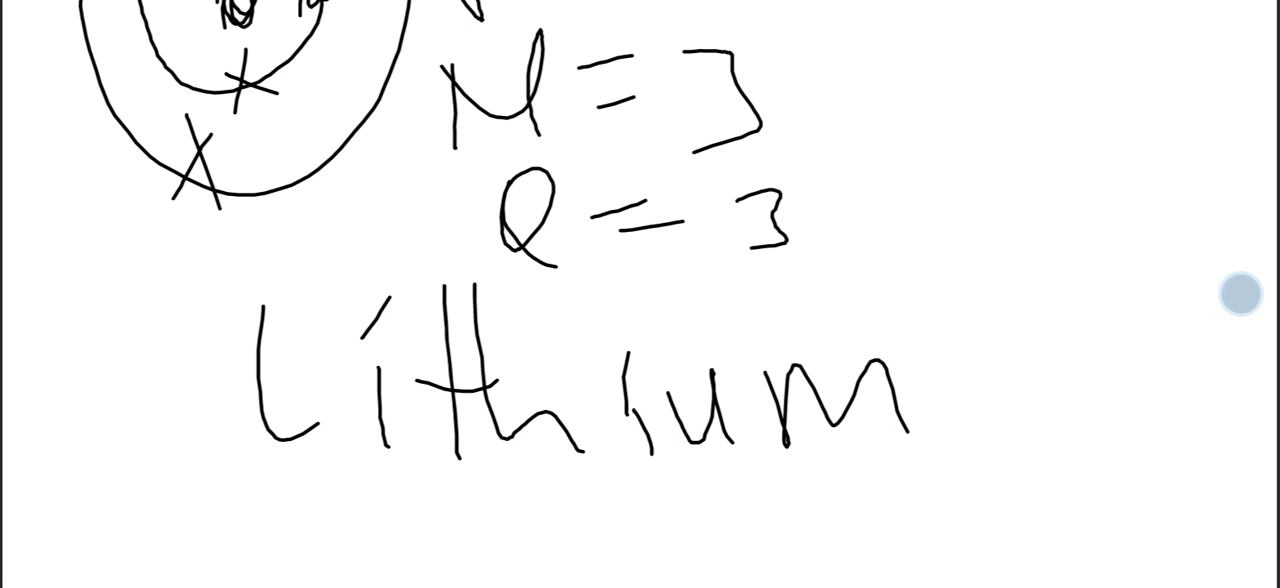 N = 3
e = 3
Lithium